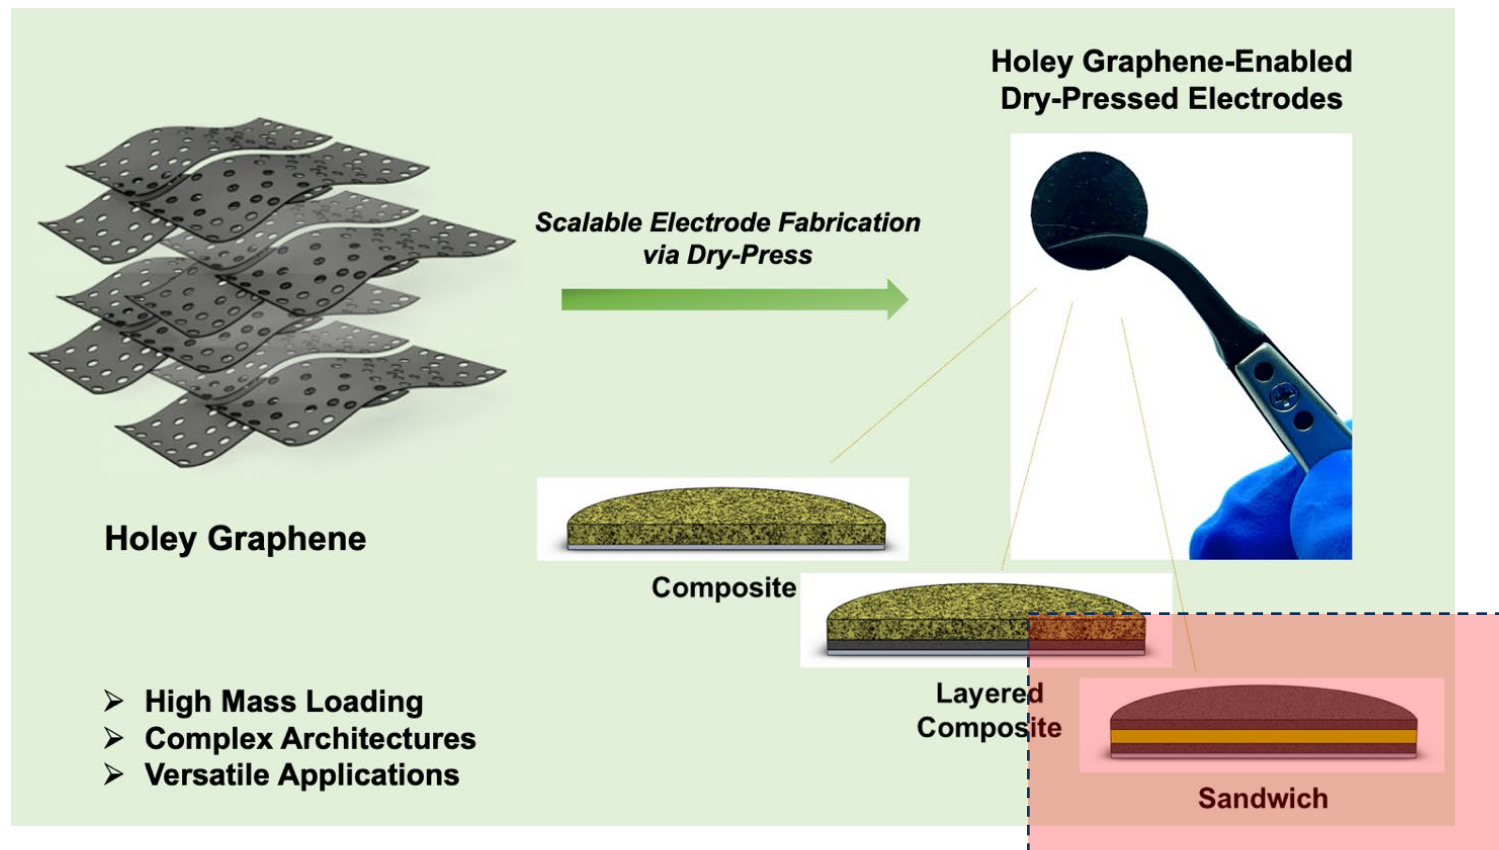 Holey Graphene-Enabled
Dry-Pressed Electrodes
Scalable Electrode Fabrication
via Dry-Press
Holey Graphene
Composite
Layered
Composite
Sandwich
➢ High Mass Loading
➢ Complex Architectures
➢ Versatile Applications